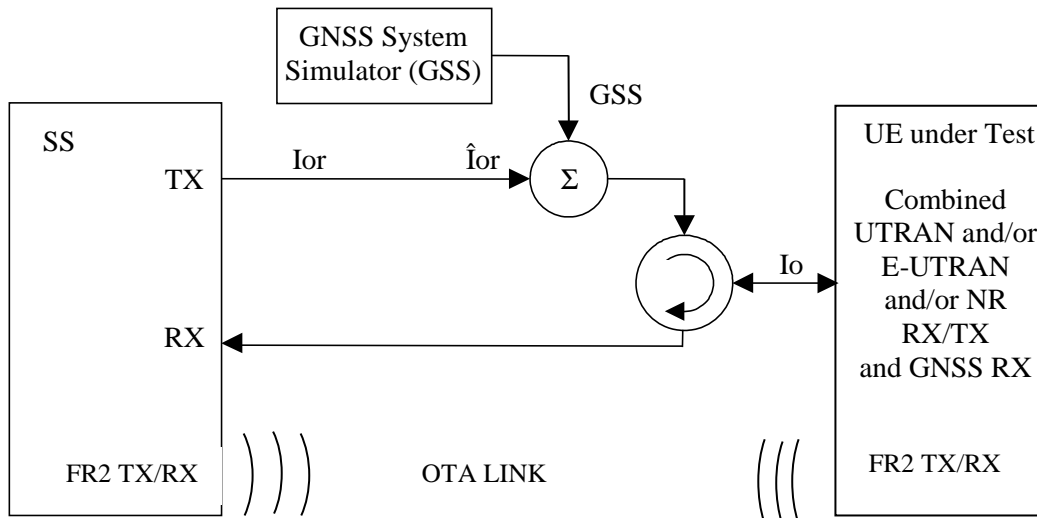 GNSS System
Simulator (GSS)
GSS
SS
TX
Ior
Îor
Σ
UE under Test
Combined
UTRAN and/or
E-UTRAN
and/or NR
RX/TX
and GNSS RX
Io
RX
FR2 TX/RX
OTA LINK
FR2 TX/RX